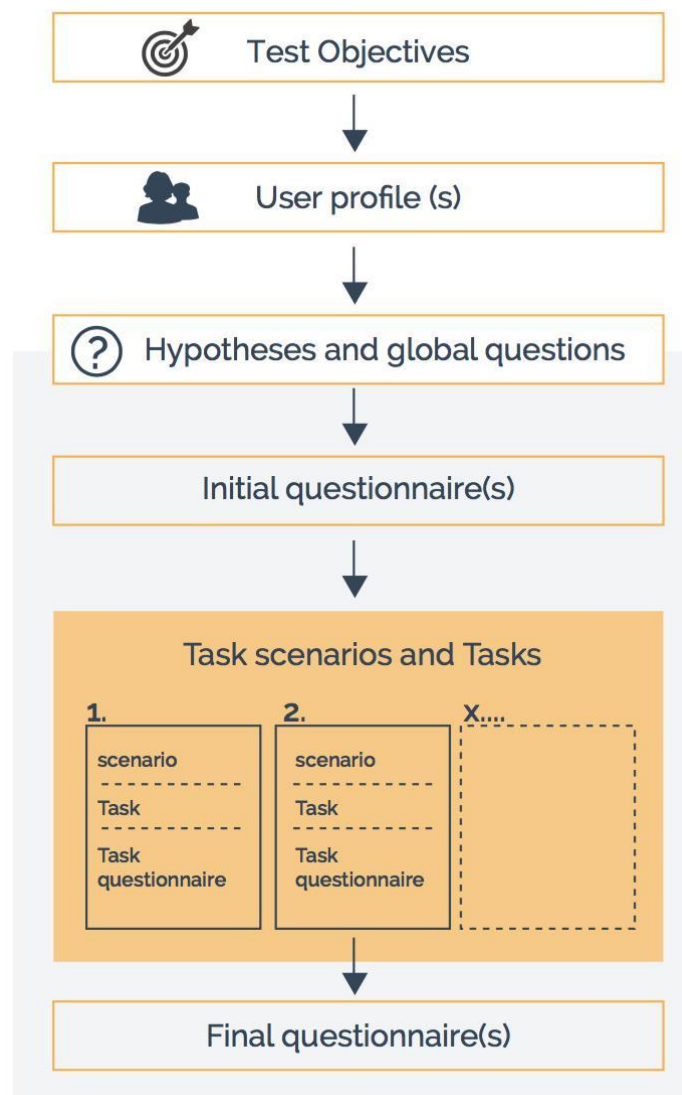 Test Objectives
User profile (s)
? Hypotheses and global questions
Initial questionnaire(s)
Task scenarios and Tasks
1.
2.
X....
scenario
Task
Task
questionnaire
scenario
Task
Task
questionnaire
Final questionnaire(s)